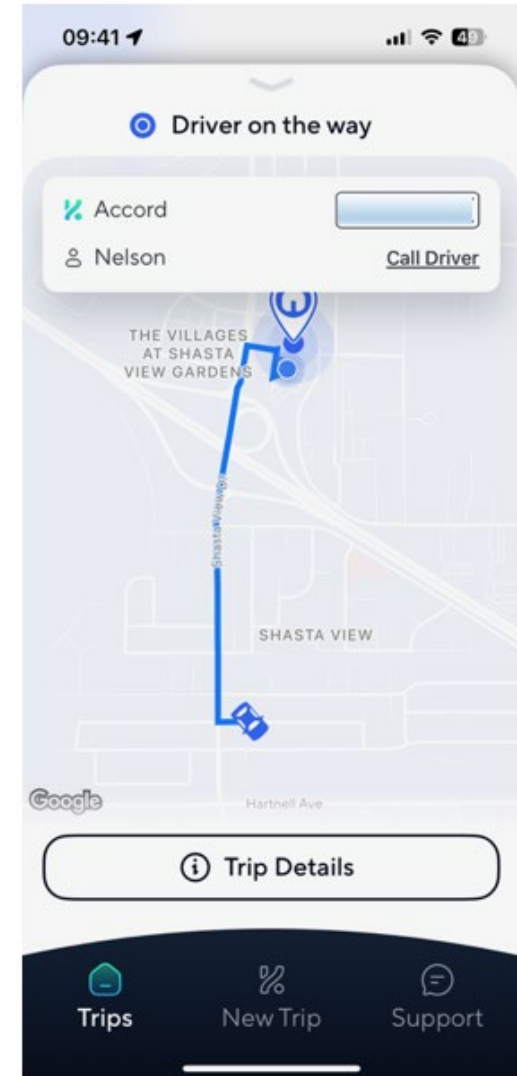 09:41
49
Driver on the way
Accord
Nelson
Call Driver
THE VILLAGES
AT SHASTA
VIEW GARDENS
Shasta View Dr
SHASTA VIEW
Google
Hartnell Ave
Trip Details
Trips
New Trip
Support